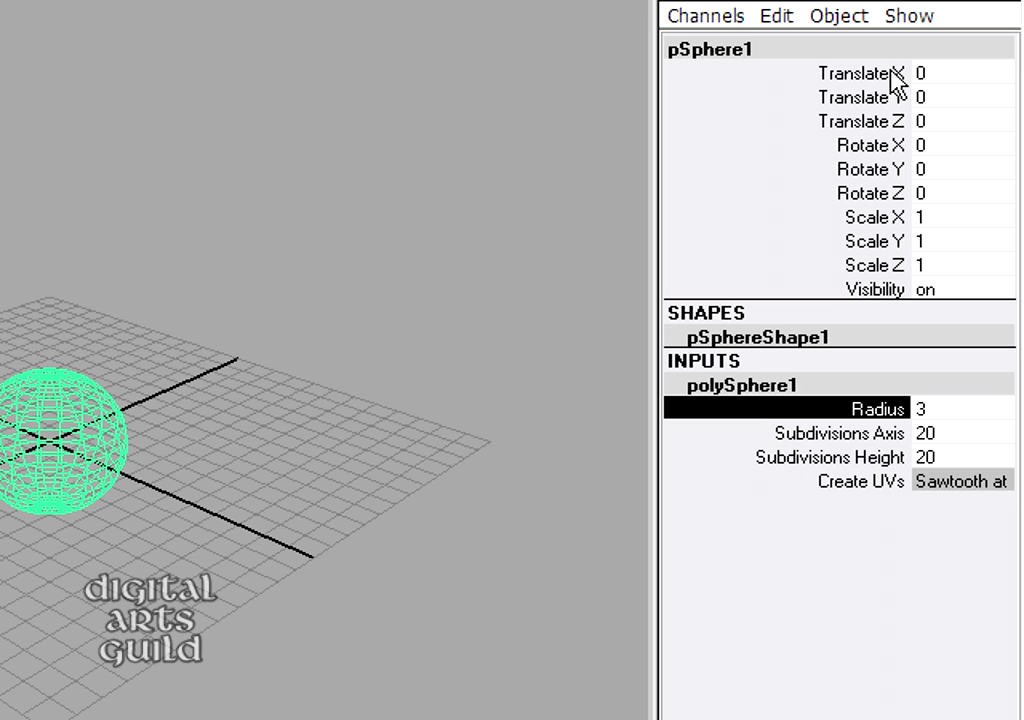 Channels Edit Object Show
pSphere1
Translate X 0
Translate Y 0
Translate Z 0
Rotate X 0
Rotate Y 0
Rotate Z 0
Scale X 1
Scale Y 1
Scale Z 1
Visibility on
SHAPES
pSphereShape1
INPUTS
polySphere1
Radius 3
Subdivisions Axis 20
Subdivisions Height 20
Create UVs Sawtooth at
DIGITAL
ARTS
GUILD